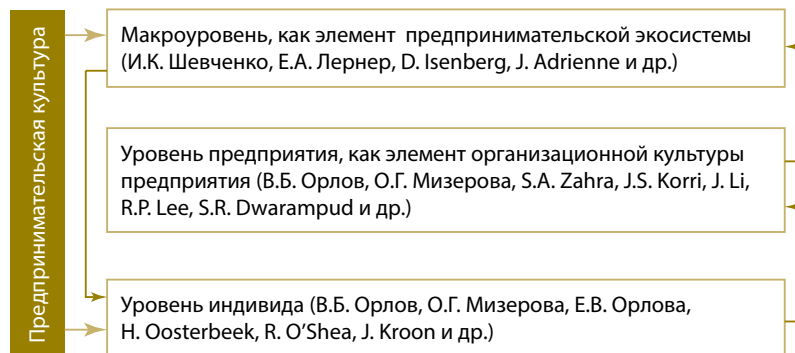 Предпринимательская культура
Макроуровень, как элемент предпринимательской экосистемы
(И.К. Шевченко, Е.А. Лернер, D. Isenberg, J. Adrienne и др.)
Уровень предприятия, как элемент организационной культуры
предприятия (В.Б. Орлов, О.Г. Мизерова, S.A. Zahra, J.S. Korri, J. Li,
R.P. Lee, S.R. Dwarampud и др.)
Уровень индивида (В.Б. Орлов, О.Г. Мизерова, Е.В. Орлова,
H. Oosterbeek, R. O'Shea, J. Kroon и др.)